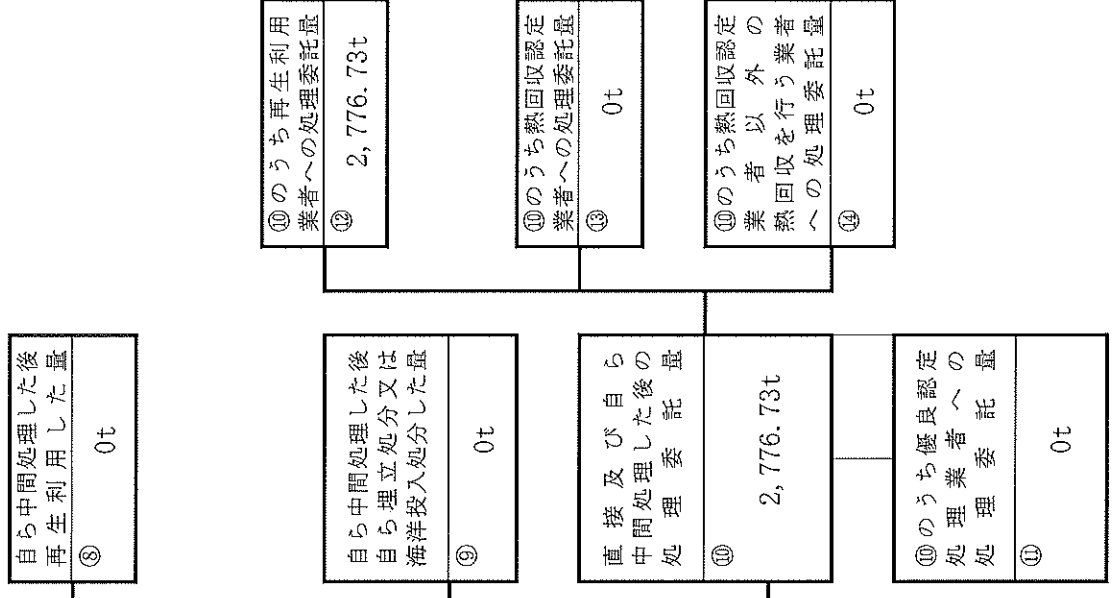 自ら中間処理した後
再生利用した量
⑧
0t
自ら中間処理した後
自ら埋立処分又は
海洋投入処分した量
⑨
0t
直接及び自ら
中間処理した後の
処理委託量
⑩
2,776.73t
⑩のうち優良認定
処理業者への
処理委託量
⑪
0t
⑩のうち再生利用
業者への処理委託量
⑫
2,776.73t
⑩のうち熱回収認定
業者への処理委託量
⑬
0t
⑩のうち熱回収認定
業者以外の
熱回収を行う業者
への処理委託量
⑭
0t